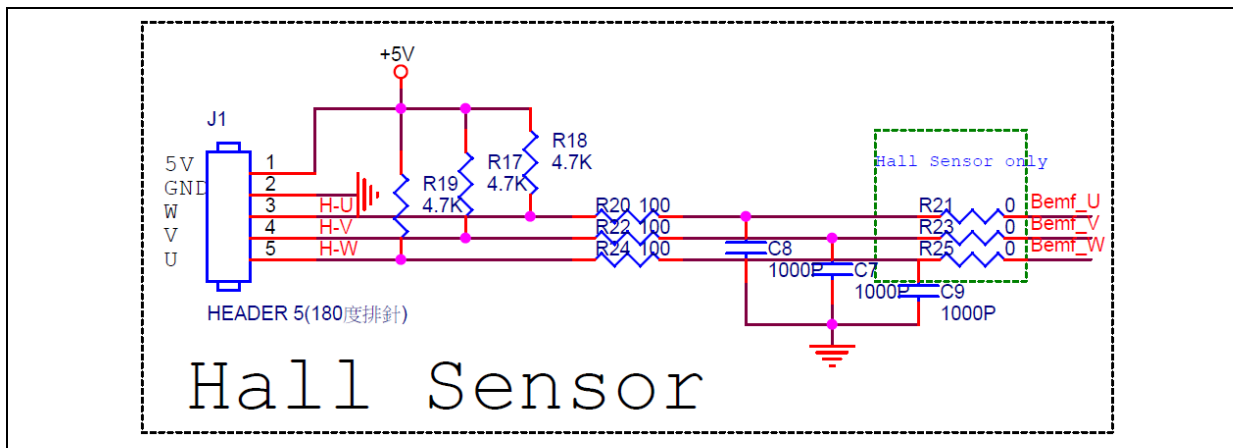 +5V
J1
5V 1
GND 2
W 3 H-U
V 4 H-V
U 5 H-W
R18
4.7K
R17
4.7K
R19
4.7K
R20 100
R22 100
R24 100
C8
1000P
C7
1000P
C9
1000P
Hall Sensor only
R21 0 Bemf_U
R23 0 Bemf_V
R25 0 Bemf_W
HEADER 5(180度排針)
Hall Sensor